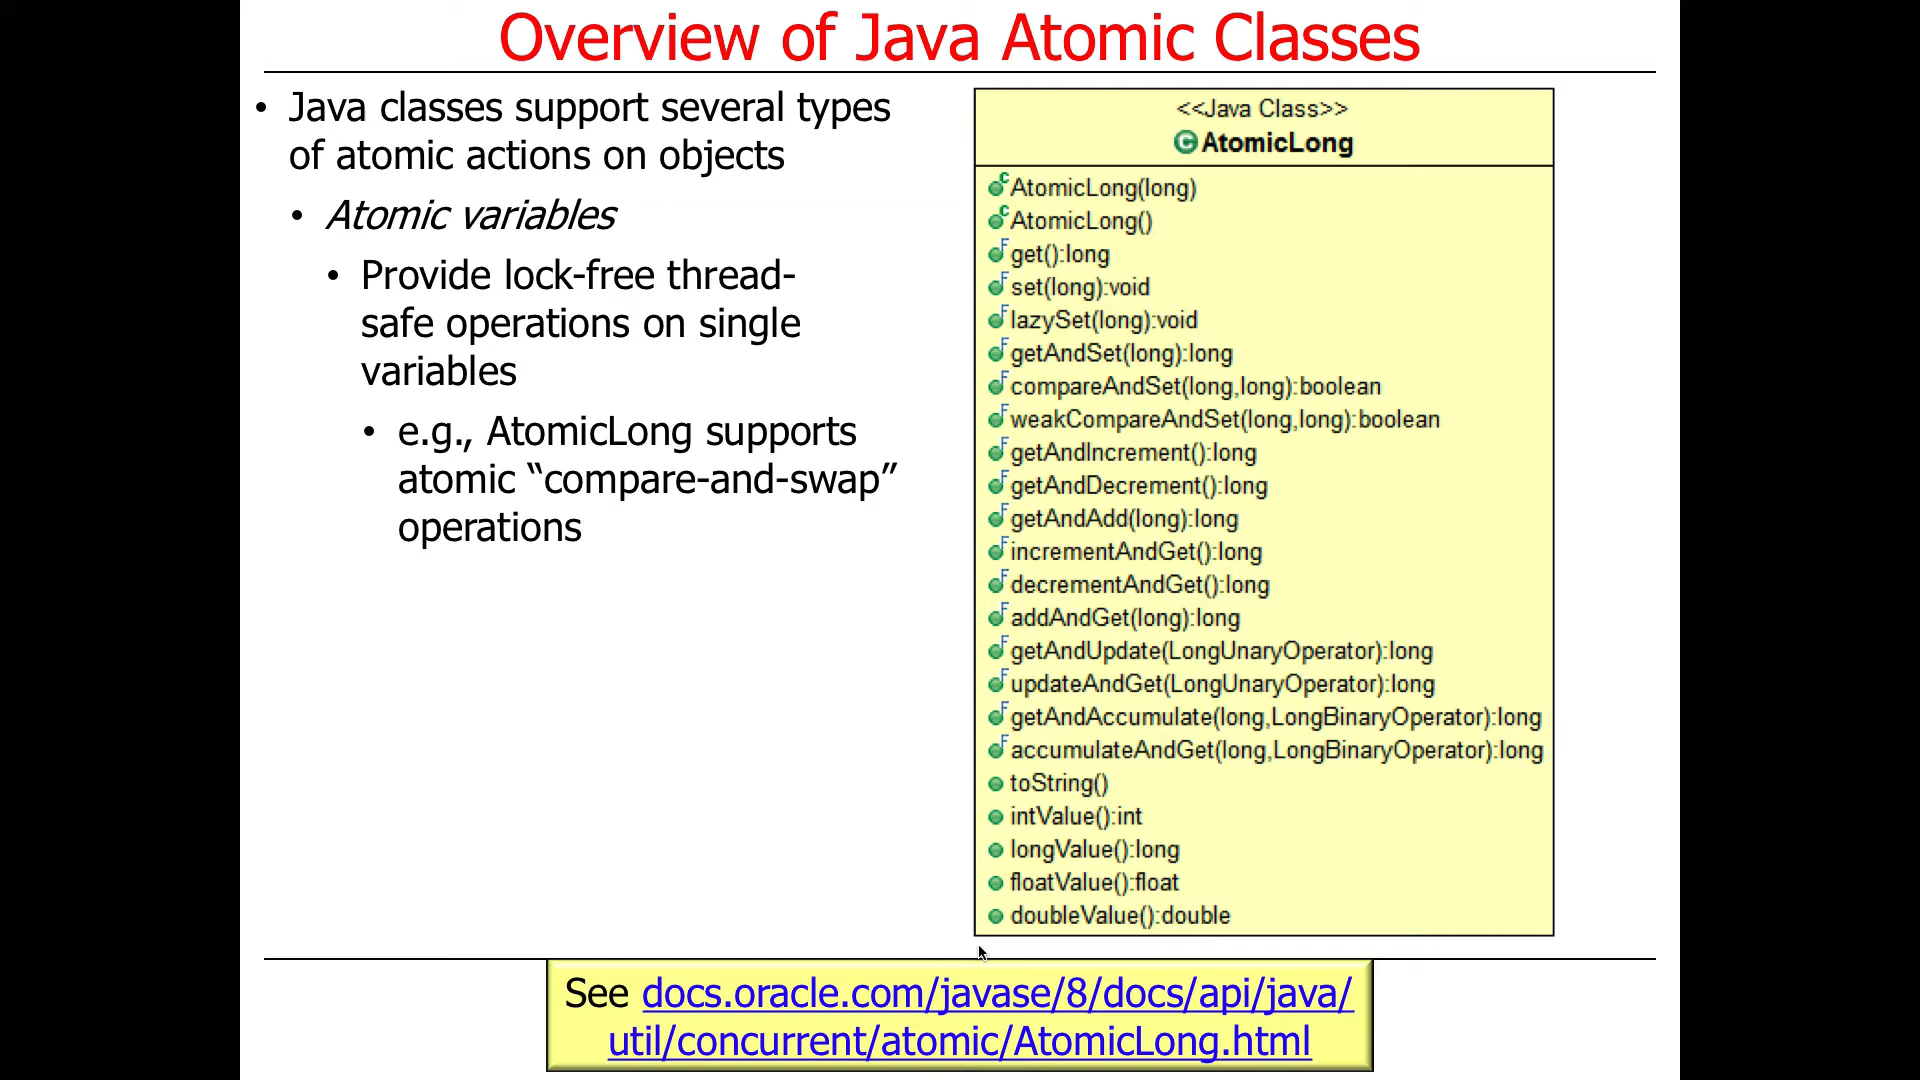 Overview of Java Atomic Classes
• Java classes support several types
of atomic actions on objects
• Atomic variables
• Provide lock-free thread-
safe operations on single
variables
• e.g., AtomicLong supports
atomic “compare-and-swap”
operations
<<Java Class>>
C AtomicLong
C AtomicLong(long)
C AtomicLong()
F get():long
F set(long):void
F lazySet(long):void
F getAndSet(long):long
F compareAndSet(long,long):boolean
F weakCompareAndSet(long,long):boolean
F getAndIncrement():long
F getAndDecrement():long
F getAndAdd(long):long
F incrementAndGet():long
F decrementAndGet():long
F addAndGet(long):long
F getAndUpdate(LongUnaryOperator):long
F updateAndGet(LongUnaryOperator):long
F getAndAccumulate(long,LongBinaryOperator):long
F accumulateAndGet(long,LongBinaryOperator):long
toString()
intValue():int
longValue():long
floatValue():float
doubleValue():double
See docs.oracle.com/javase/8/docs/api/java/
util/concurrent/atomic/AtomicLong.html